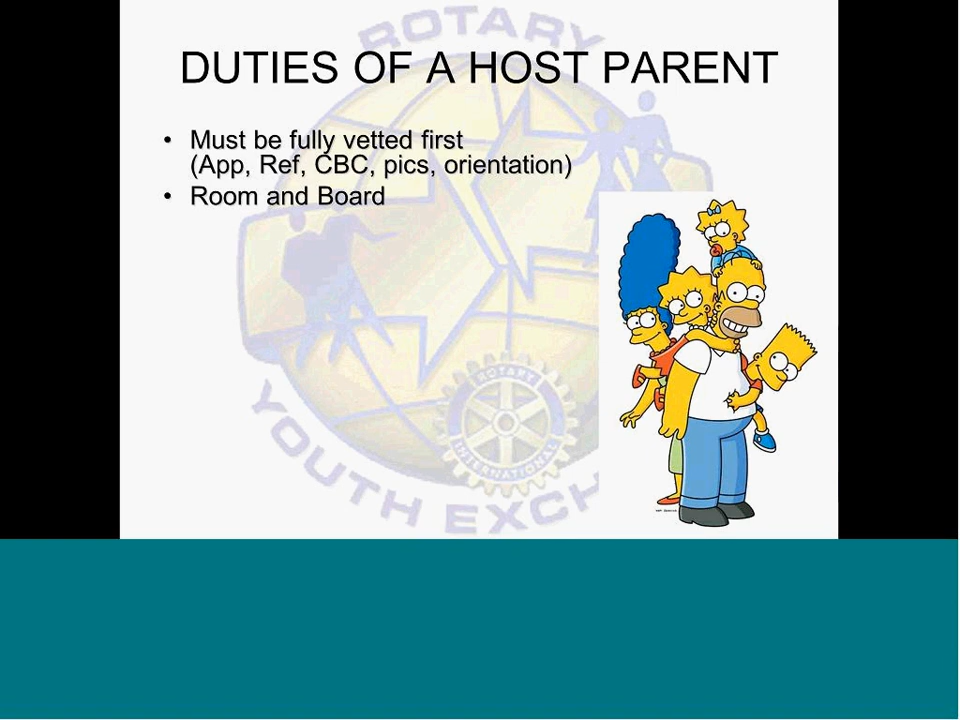 ROTARY
DUTIES OF A HOST PARENT
• Must be fully vetted first
(App, Ref, CBC, pics, orientation)
• Room and Board
ROTARY
INTERNATIONAL
YOUTH EXCH